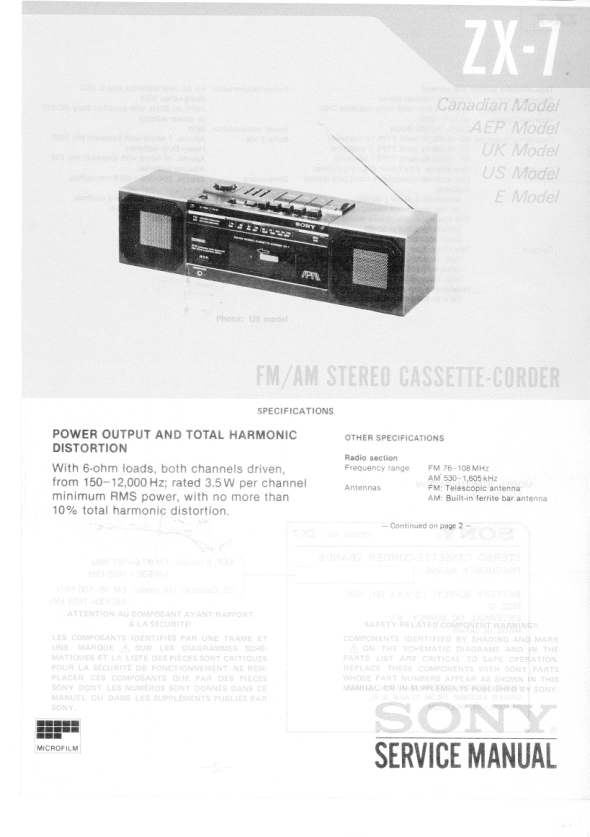 ZX-7
Canadian Model
AEP Model
UK Model
US Model
E Model
SONY
Photo: US model
FM/AM STEREO CASSETTE-CORDER
SPECIFICATIONS
POWER OUTPUT AND TOTAL HARMONIC
DISTORTION
With 6-ohm loads, both channels driven,
from 150–12,000 Hz; rated 3.5 W per channel
minimum RMS power, with no more than
10% total harmonic distortion.
OTHER SPECIFICATIONS
Radio section
Frequency range FM 76–108 MHz
AM 530–1,605 kHz
Antennas FM: Telescopic antenna
AM: Built-in ferrite bar antenna
– Continued on page 2 –
ATTENTION AU COMPOSANT AYANT RAPPORT
À LA SÉCURITÉ!
LES COMPOSANTS IDENTIFIÉS PAR UNE TRAME ET
UNE MARQUE ⚠ SUR LES DIAGRAMMES SCHÉ-
MATIQUES ET LA LISTE DES PIÈCES SONT CRITIQUES
POUR LA SÉCURITÉ DE FONCTIONNEMENT. NE REM-
PLACER CES COMPOSANTS QUE PAR DES PIÈCES
SONY DONT LES NUMÉROS SONT DONNÉS DANS CE
MANUEL OU DANS LES SUPPLÉMENTS PUBLIÉS PAR
SONY.
SAFETY-RELATED COMPONENT WARNING!!
COMPONENTS IDENTIFIED BY SHADING AND MARK
⚠ ON THE SCHEMATIC DIAGRAMS AND IN THE
PARTS LIST ARE CRITICAL TO SAFE OPERATION.
REPLACE THESE COMPONENTS WITH SONY PARTS
WHOSE PART NUMBERS APPEAR AS SHOWN IN THIS
MANUAL OR IN SUPPLEMENTS PUBLISHED BY SONY.
MICROFILM
SONY®
SERVICE MANUAL